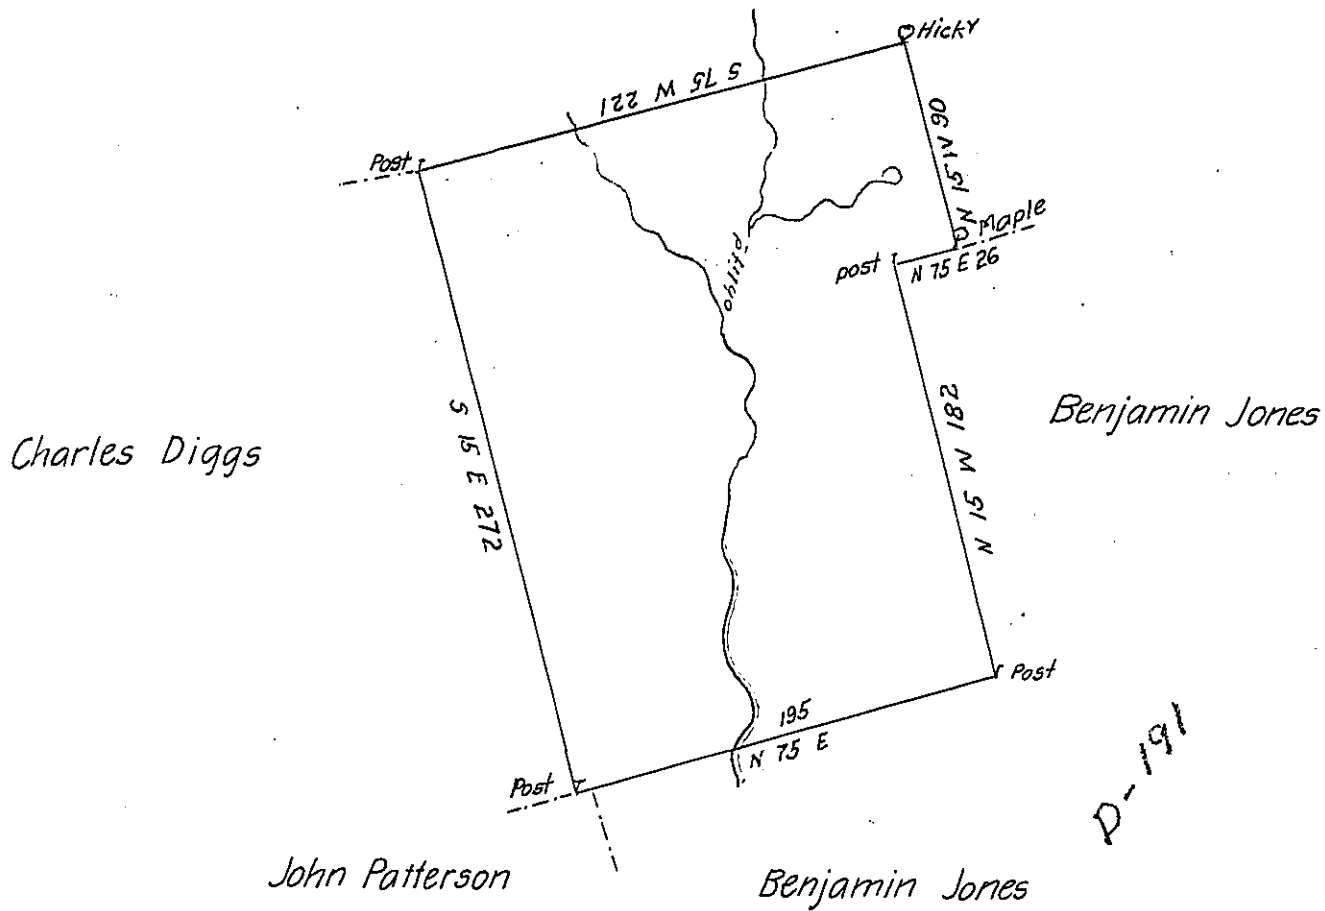 Hicky
S 75 W 221
Post
N 15 W 90
Maple
post
N 75 E 26
Charles Diggs
S 15 E 272
N 15 W 182
Benjamin Jones
195
N 75 E
Post
Post
John Patterson
Benjamin Jones
D-191